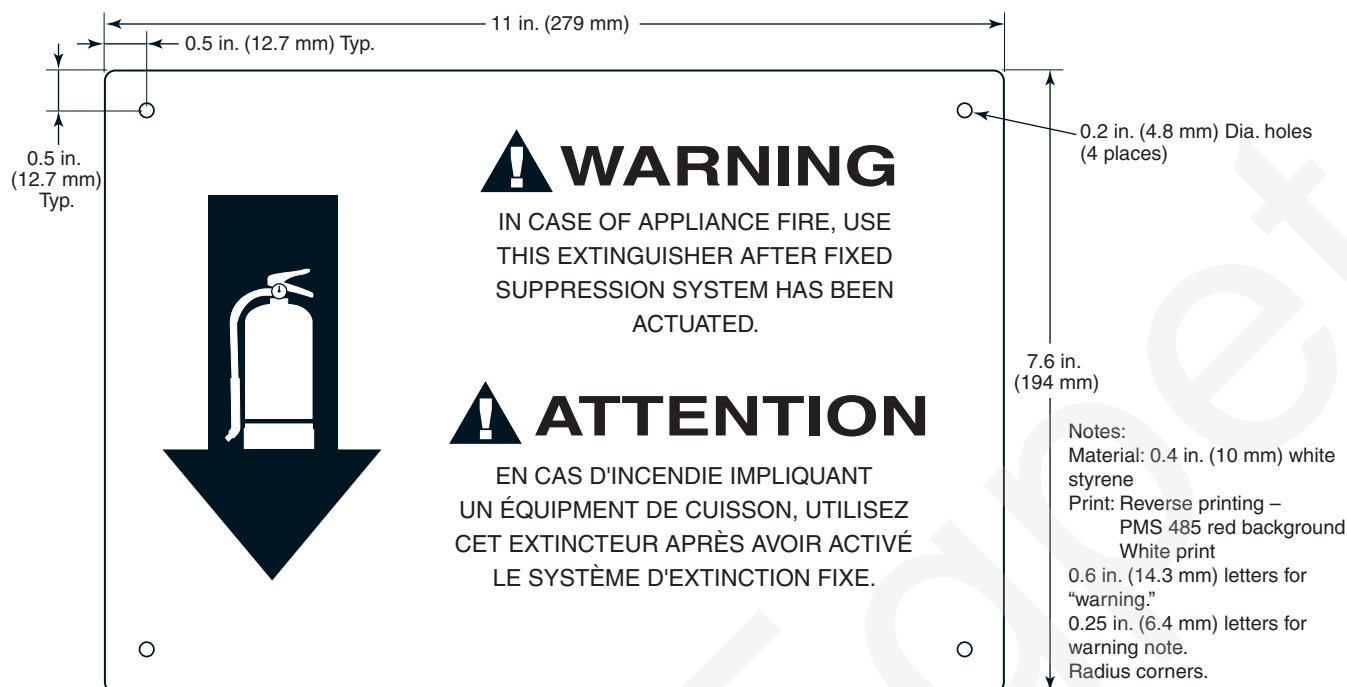 11 in. (279 mm)
0.5 in. (12.7 mm) Typ.
0.5 in.
(12.7 mm)
Typ.
0.2 in. (4.8 mm) Dia. holes
(4 places)
WARNING
IN CASE OF APPLIANCE FIRE, USE
THIS EXTINGUISHER AFTER FIXED
SUPPRESSION SYSTEM HAS BEEN
ACTUATED.
7.6 in.
(194 mm)
ATTENTION
EN CAS D'INCENDIE IMPLIQUANT
UN ÉQUIPMENT DE CUISSON, UTILISEZ
CET EXTINCTEUR APRÈS AVOIR ACTIVÉ
LE SYSTÈME D'EXTINCTION FIXE.
Notes:
Material: 0.4 in. (10 mm) white
styrene
Print: Reverse printing –
PMS 485 red background
White print
0.6 in. (14.3 mm) letters for
“warning.”
0.25 in. (6.4 mm) letters for
warning note.
Radius corners.